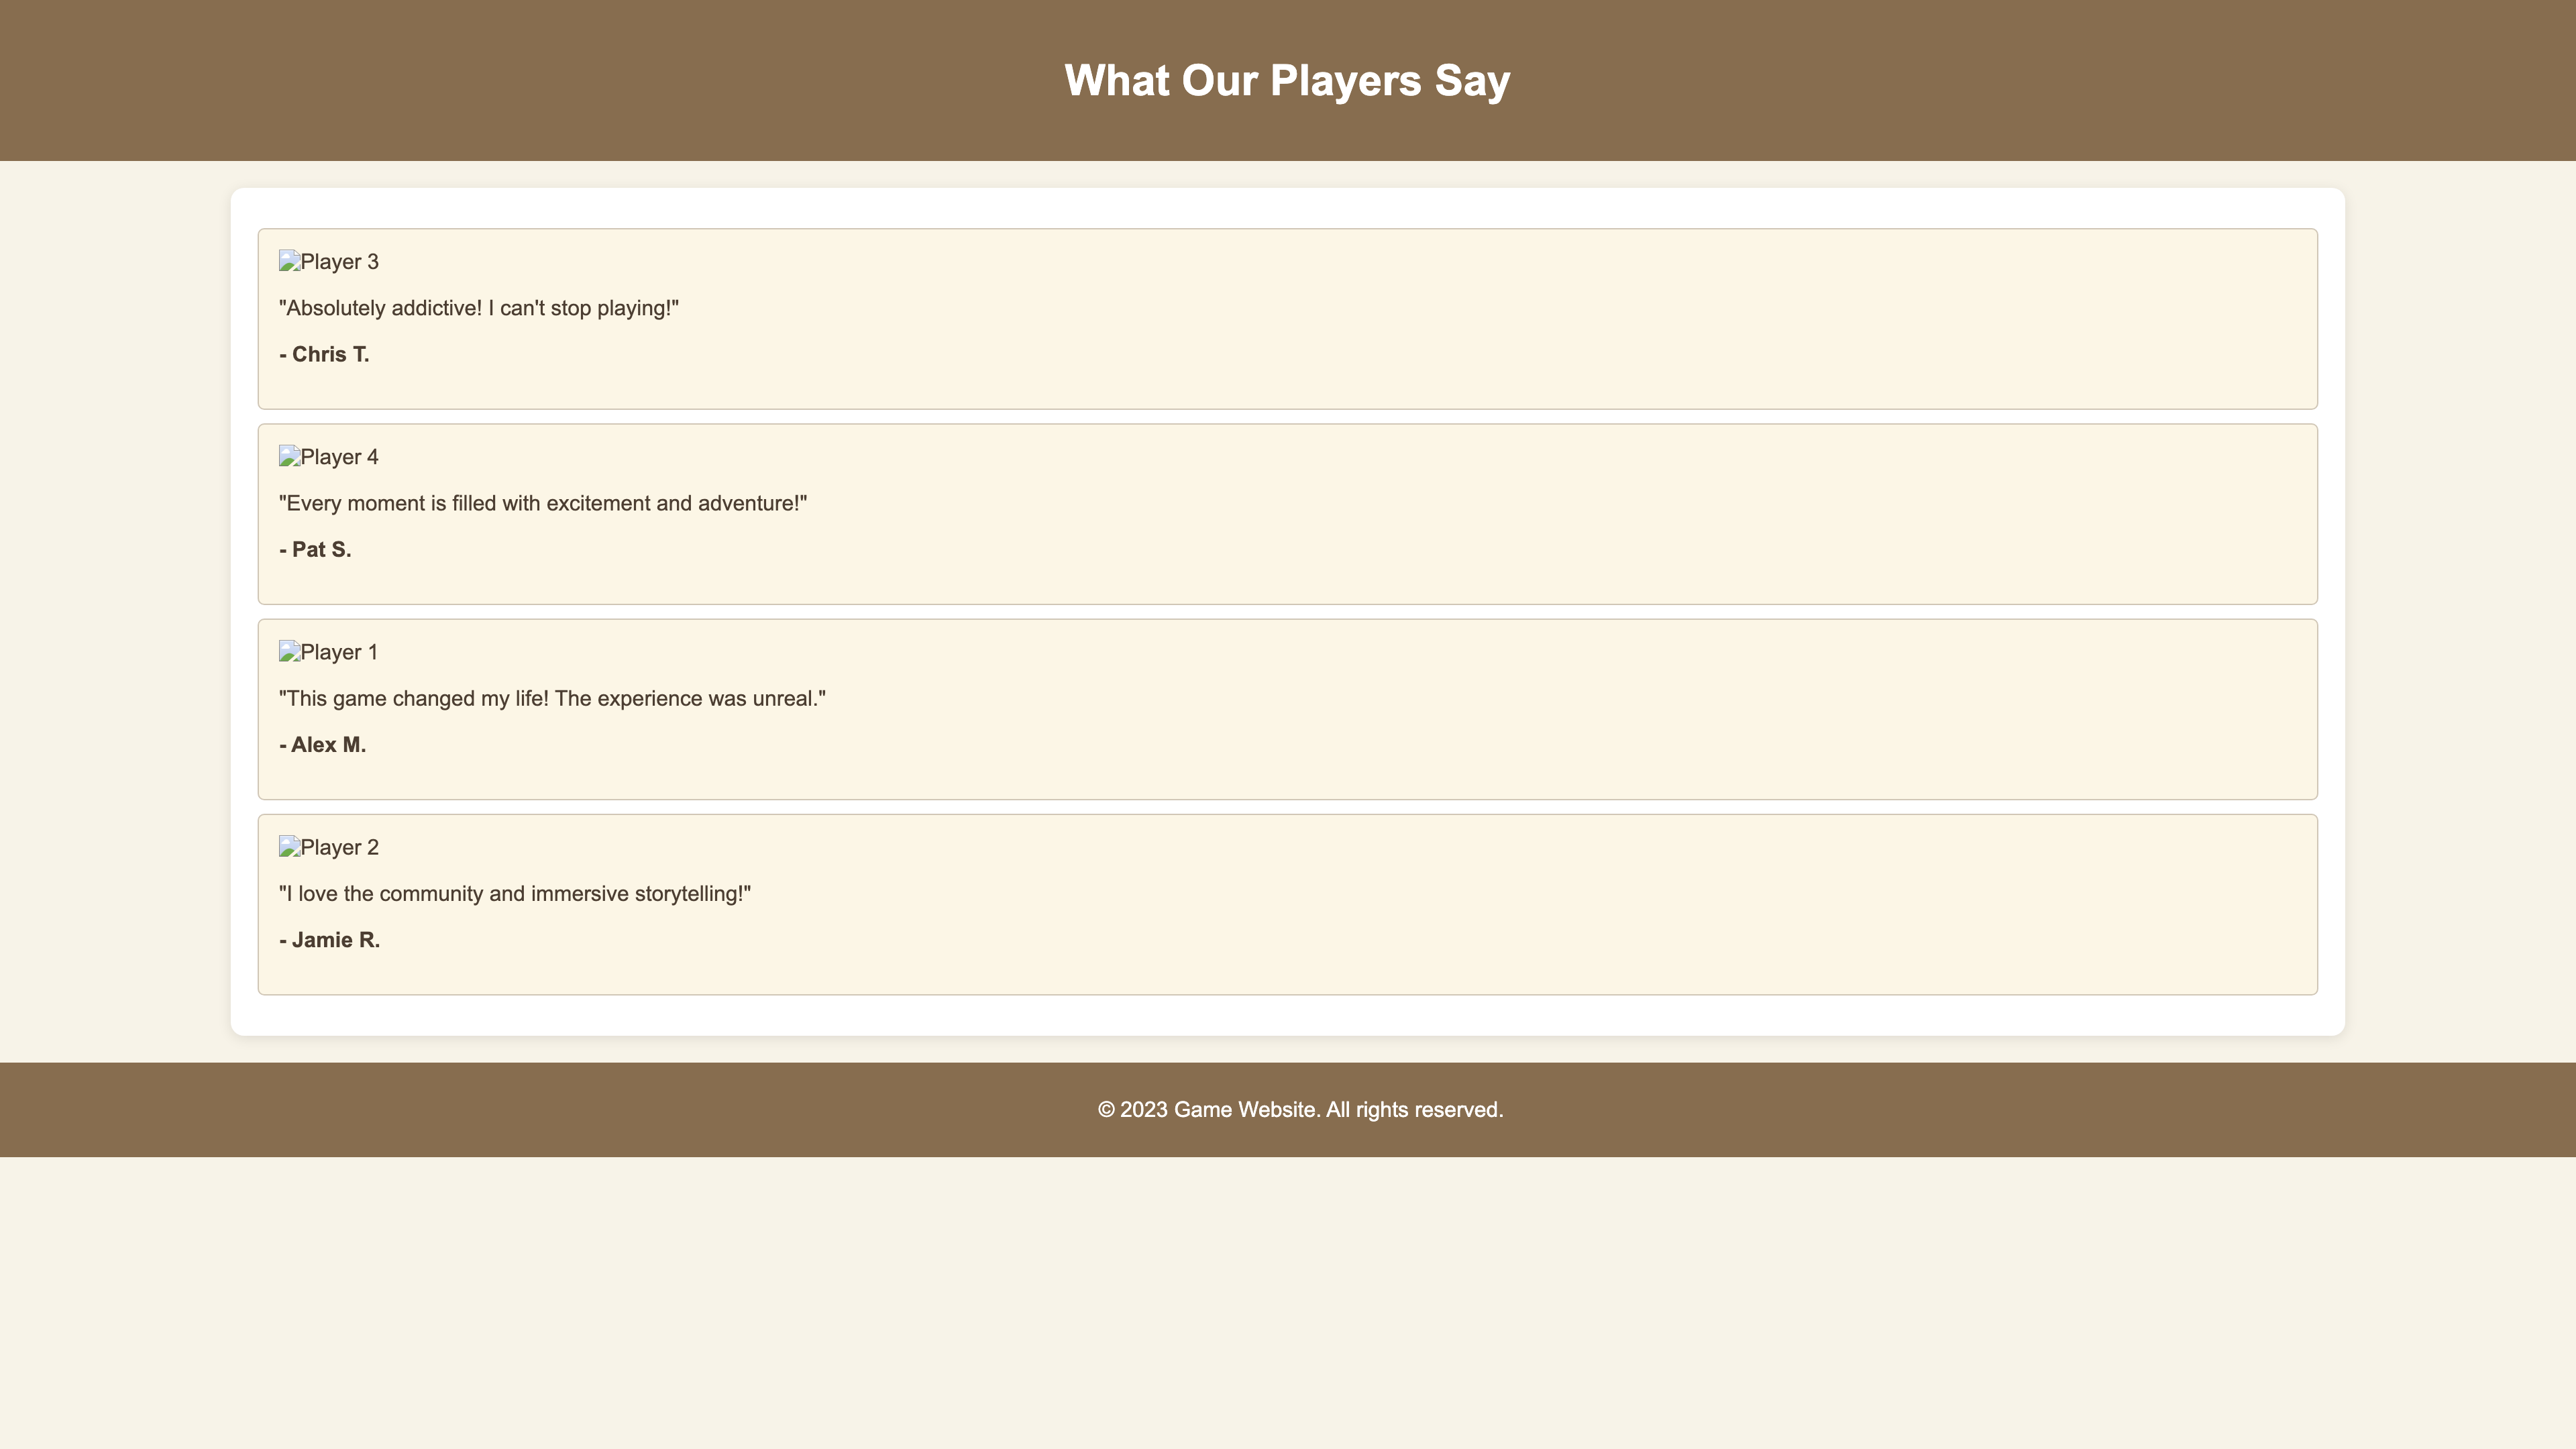 What Our Players Say
Player 3
"Absolutely addictive! I can't stop playing!"
- Chris T.
Player 4
"Every moment is filled with excitement and adventure!"
- Pat S.
Player 1
"This game changed my life! The experience was unreal."
- Alex M.
Player 2
"I love the community and immersive storytelling!"
- Jamie R.
© 2023 Game Website. All rights reserved.